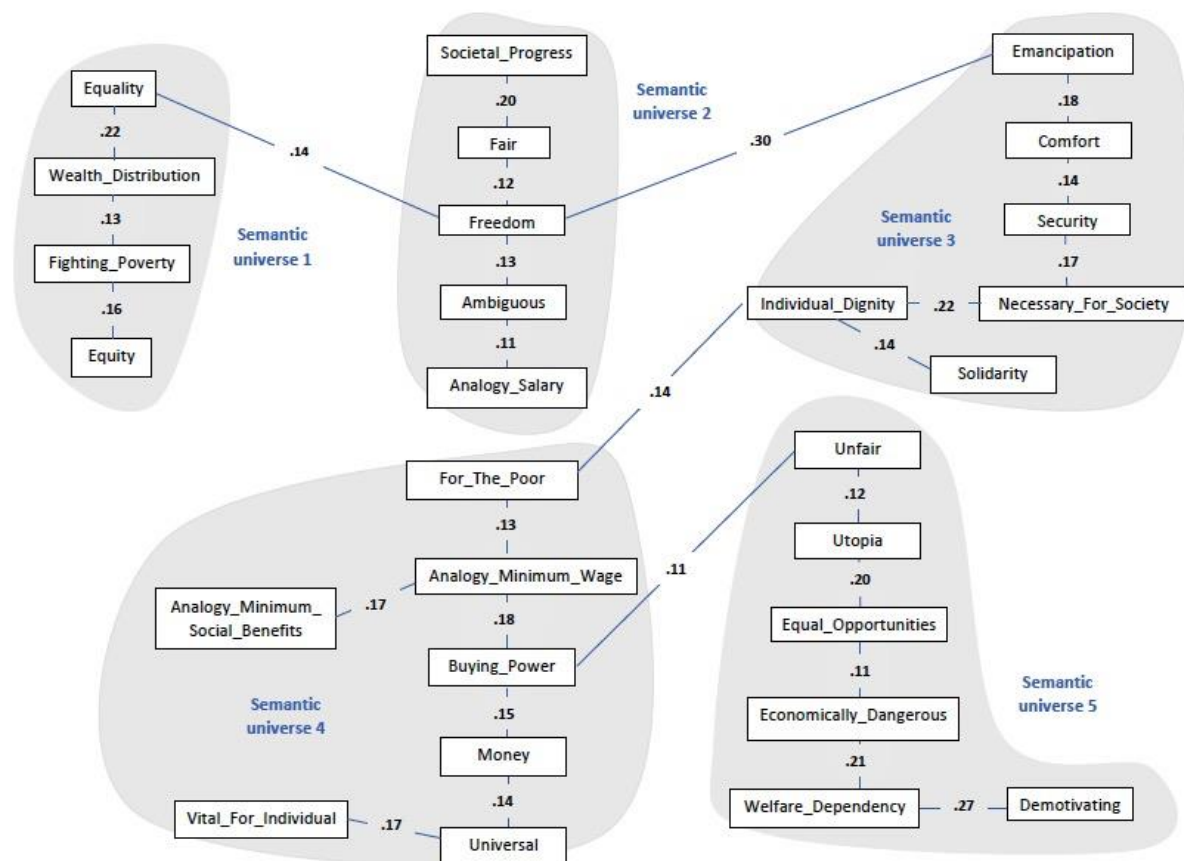 Equality
.22
Wealth_Distribution
.13
Fighting_Poverty
.16
Equity
Semantic
universe 1
.14
Societal_Progress
.20
Fair
.12
Freedom
.13
Ambiguous
.11
Analogy_Salary
Semantic
universe 2
.30
Emancipation
.18
Comfort
.14
Security
.17
Necessary_For_Society
.22
Individual_Dignity
.14
Solidarity
Semantic
universe 3
.14
For_The_Poor
.13
Analogy_Minimum_Wage
.17
Analogy_Minimum_
Social_Benefits
.18
Buying_Power
.15
Money
.14
Universal
.17
Vital_For_Individual
Semantic
universe 4
.11
Unfair
.12
Utopia
.20
Equal_Opportunities
.11
Economically_Dangerous
.21
Welfare_Dependency
.27
Demotivating
Semantic
universe 5